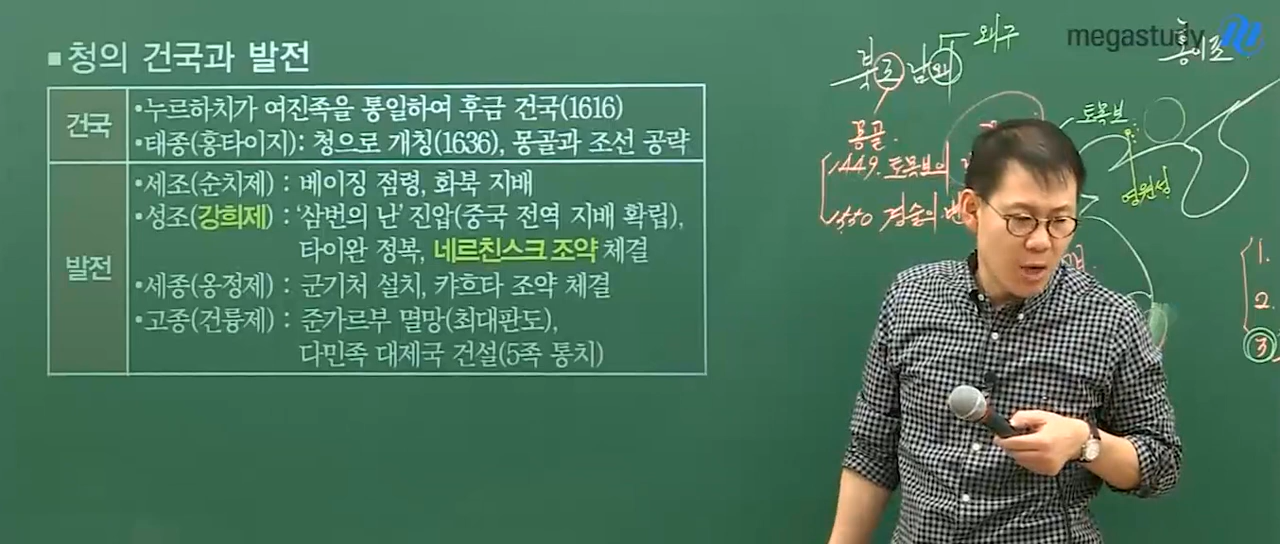 ▪청의 건국과 발전
건국
•누르하치가 여진족을 통일하여 후금 건국(1616)
•태종(홍타이지): 청으로 개칭(1636), 몽골과 조선 공략
발전
•세조(순치제) : 베이징 점령, 화북 지배
•성조(강희제) : ‘삼번의 난’ 진압(중국 전역 지배 확립),
타이완 정복, 네르친스크 조약 체결
•세종(옹정제) : 군기처 설치, 캬흐타 조약 체결
•고종(건륭제) : 준가르부 멸망(최대판도),
다민족 대제국 건설(5족 통치)
북로남왜
왜구
몽골.
1449. 토목보의
1550 경술의 변
토목보
영원성
홍이포
megastudy
1.
2.
3